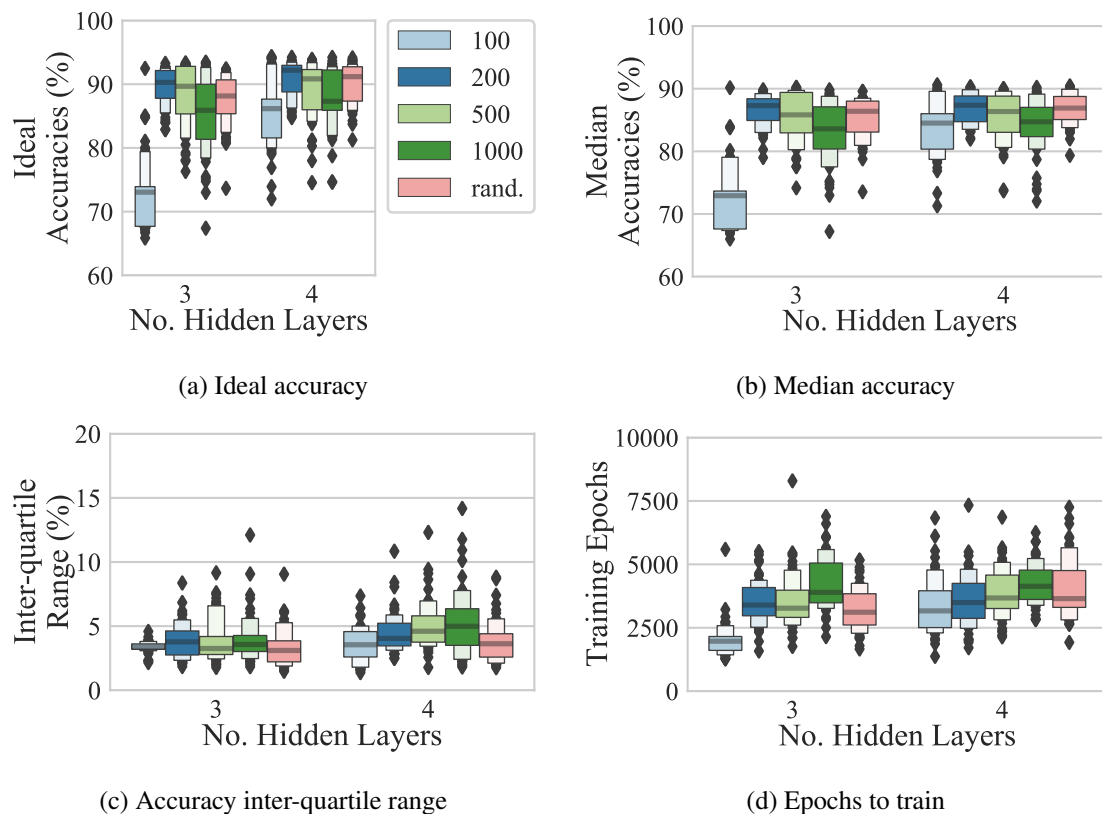 100
90
80
70
60
Ideal
Accuracies (%)
3
4
No. Hidden Layers
100
200
500
1000
rand.
(a) Ideal accuracy
100
90
80
70
60
Median
Accuracies (%)
3
4
No. Hidden Layers
(b) Median accuracy
20
15
10
5
0
Inter-quartile
Range (%)
3
4
No. Hidden Layers
(c) Accuracy inter-quartile range
10000
7500
5000
2500
0
Training Epochs
3
4
No. Hidden Layers
(d) Epochs to train